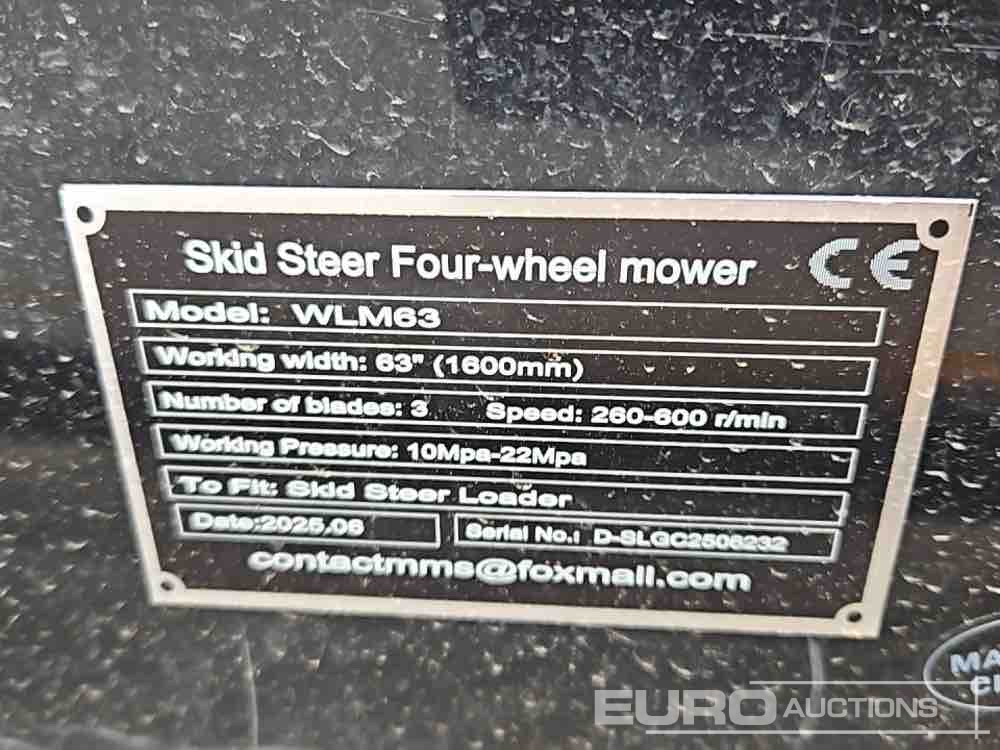 Skid Steer Four-wheel mower CE
Model: WLM63
Working width: 63" (1600mm)
Number of blades: 3 Speed: 260-600 r/min
Working Pressure: 10Mpa-22Mpa
To Fit: Skid Steer Loader
Date:2025.06 Serial No.: D-SLGC2506232
contactmms@foxmail.com
EURO AUCTIONS